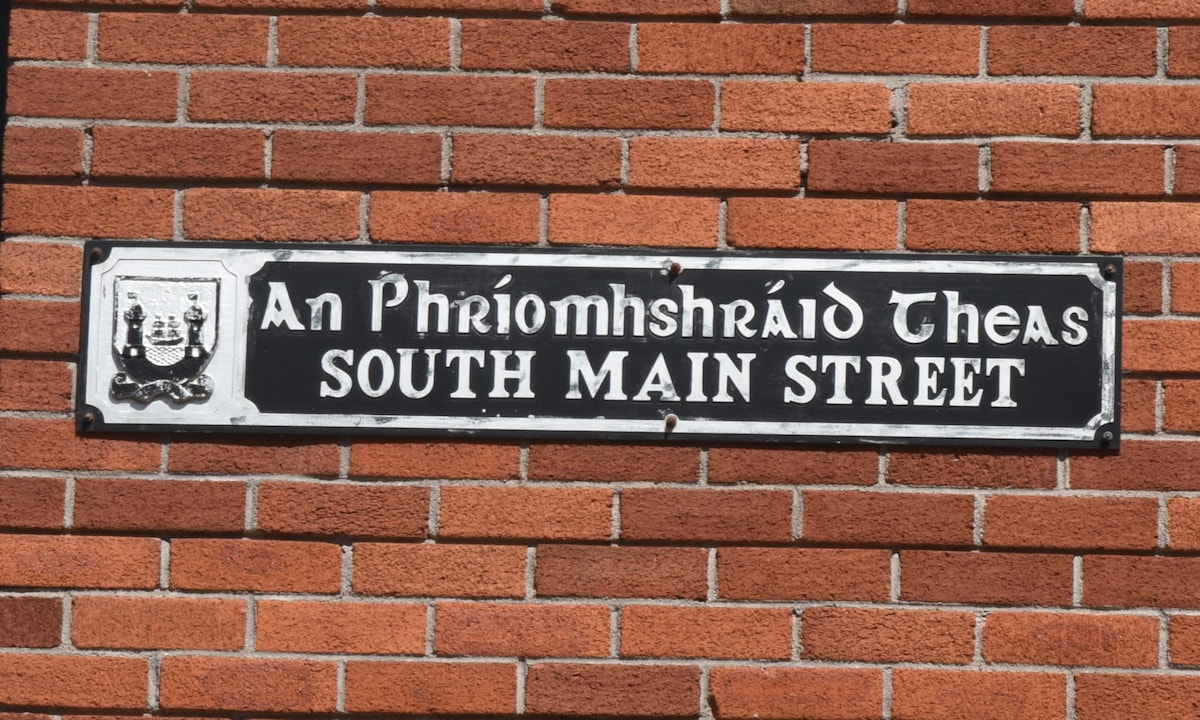 An Phríomhshráid Theas
SOUTH MAIN STREET